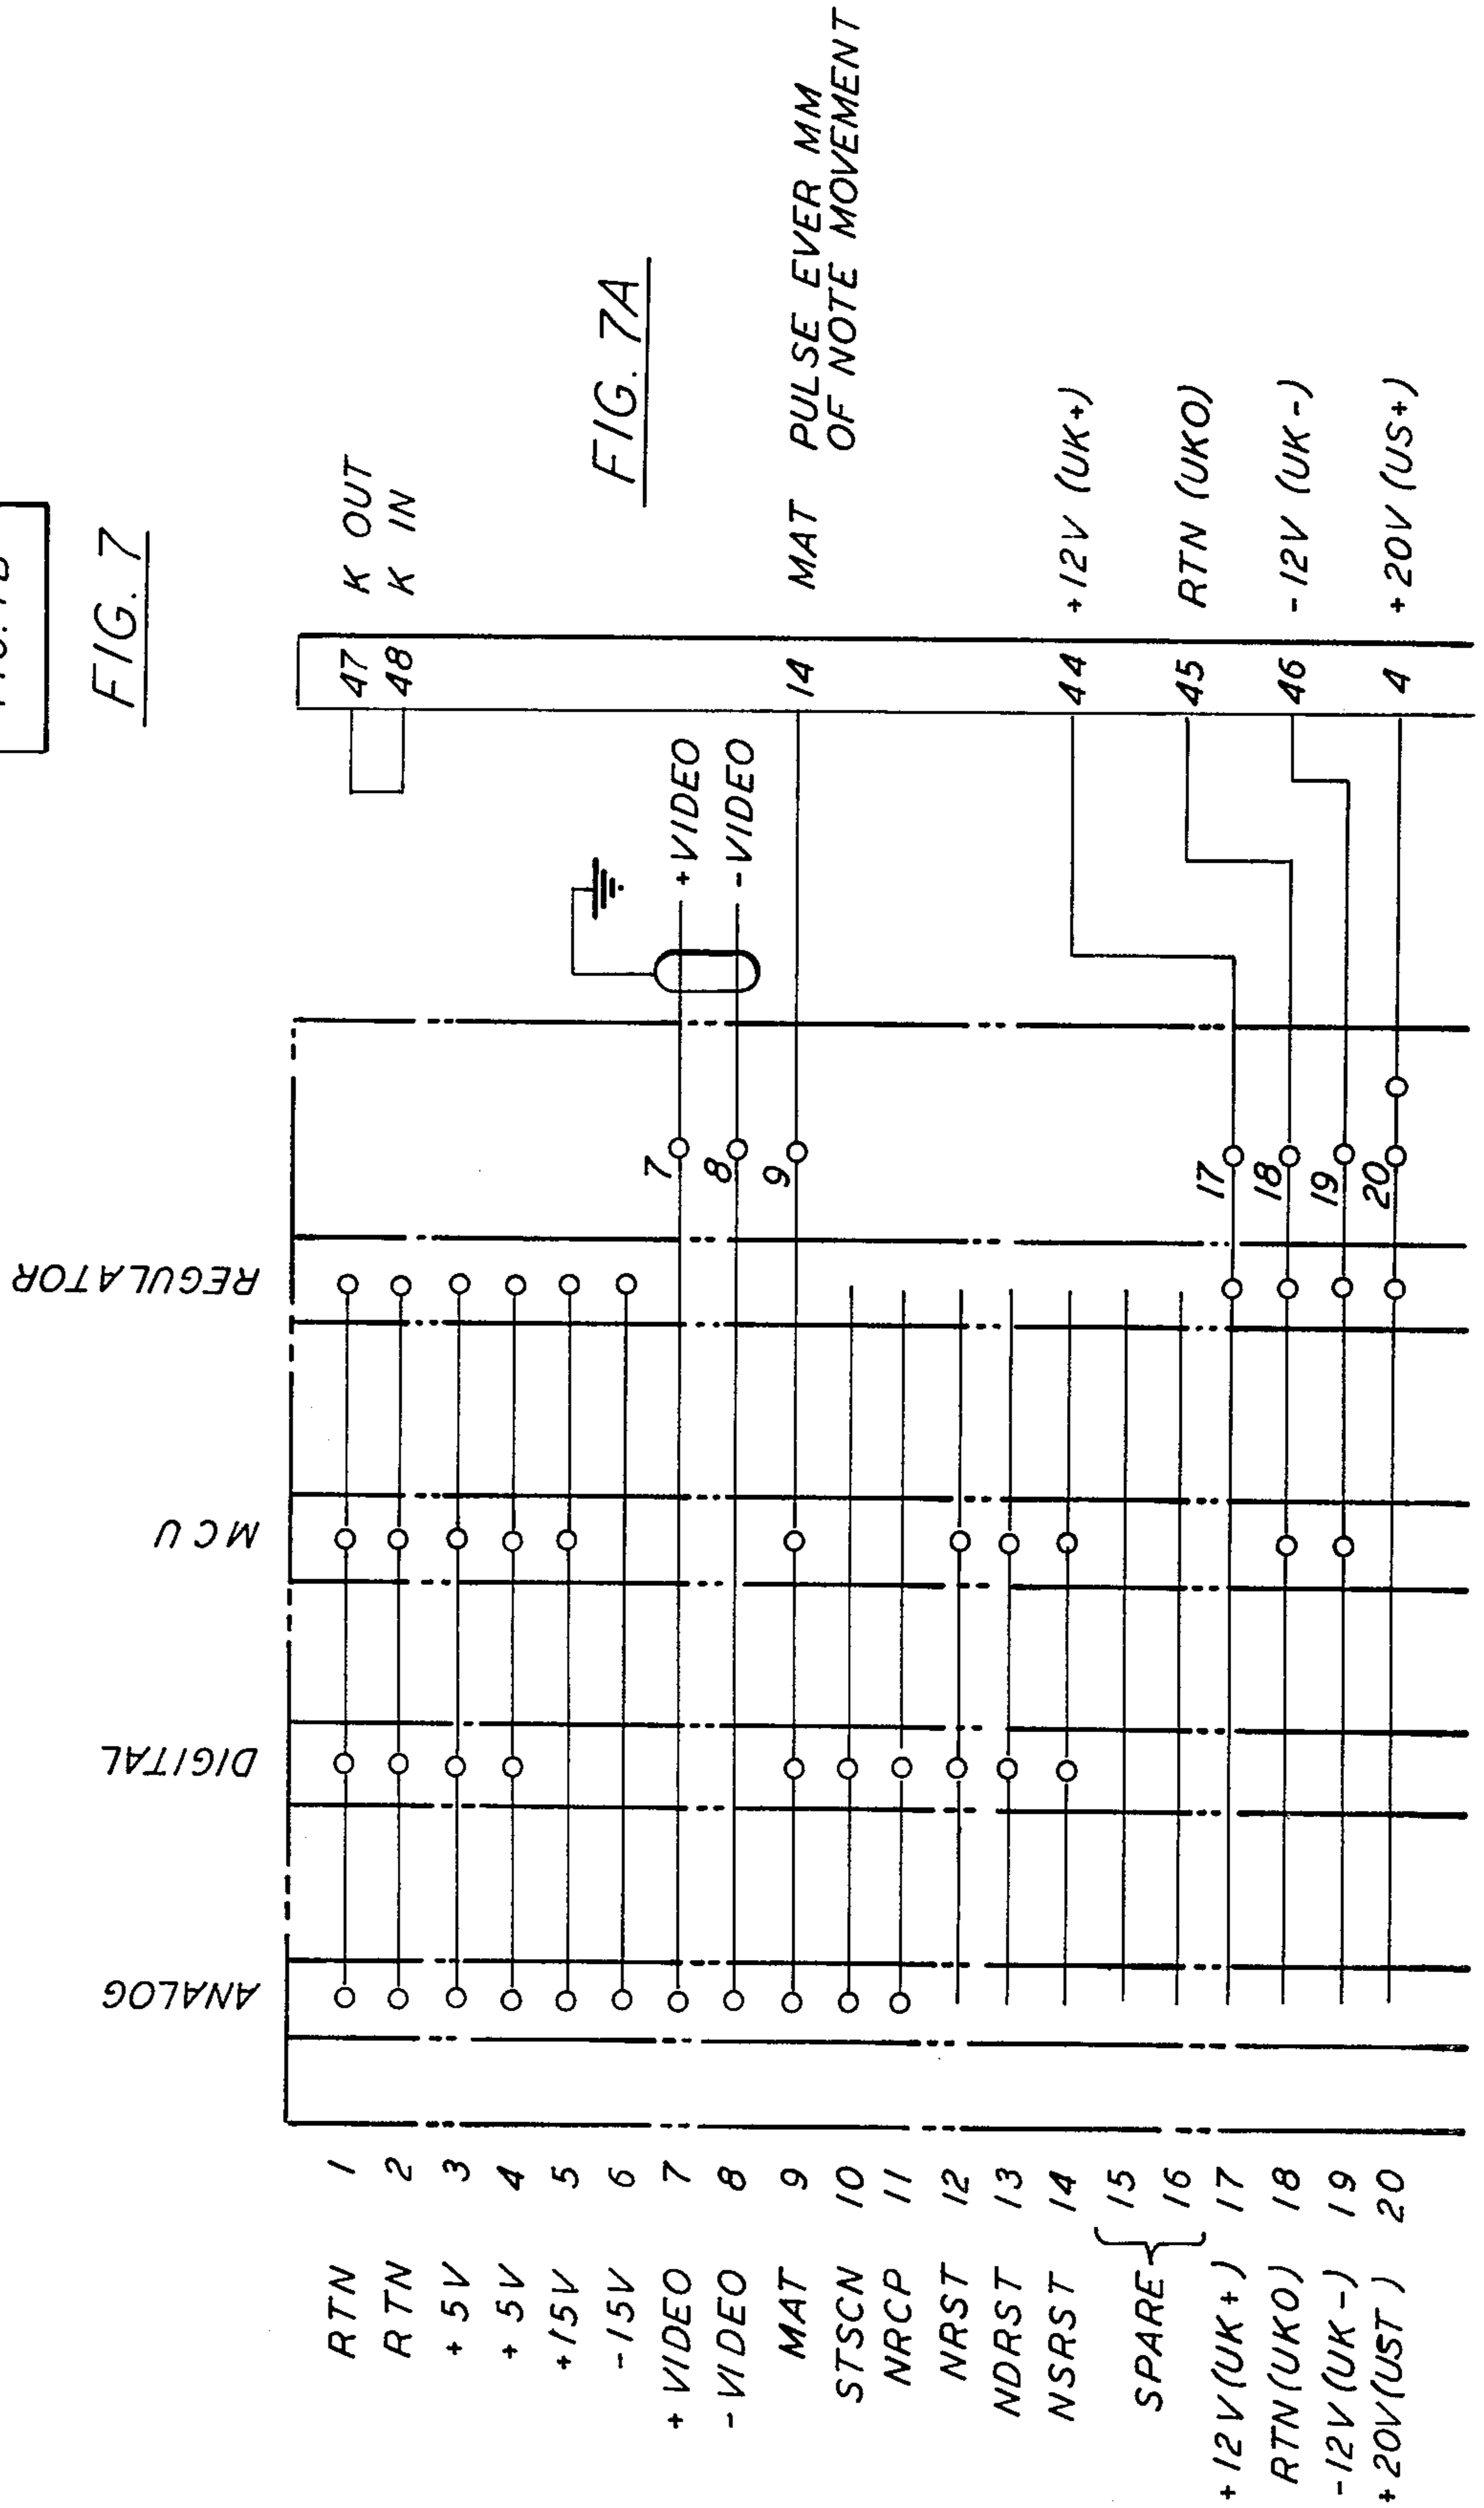 FIG. 7
FIG. 7A
REGULATOR
MCU
DIGITAL
ANALOG
K OUT
K IN
47
48
MAT PULSE EVER MM
OF NOTE MOVEMENT
14
+12V (UK+)
44
RTN (UKO)
45
-12V (UK-)
46
+20V (US+)
4
+VIDEO
-VIDEO
7
8
9
17
18
19
20
RTN 1
RTN 2
+5V 3
+5V 4
+15V 5
-15V 6
+VIDEO 7
-VIDEO 8
MAT 9
STSCN 10
NRCP 11
NRST 12
NDRST 13
NSRST 14
SPARE
15
16
+12V(UK+) 17
RTN(UKO) 18
-12V(UK-) 19
+20V(UST) 20